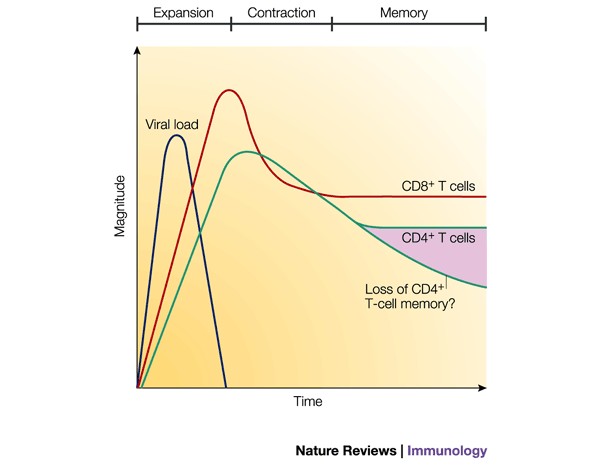 Expansion Contraction Memory
Viral load
Magnitude
CD8+ T cells
CD4+ T cells
Loss of CD4+
T-cell memory?
Time
Nature Reviews | Immunology